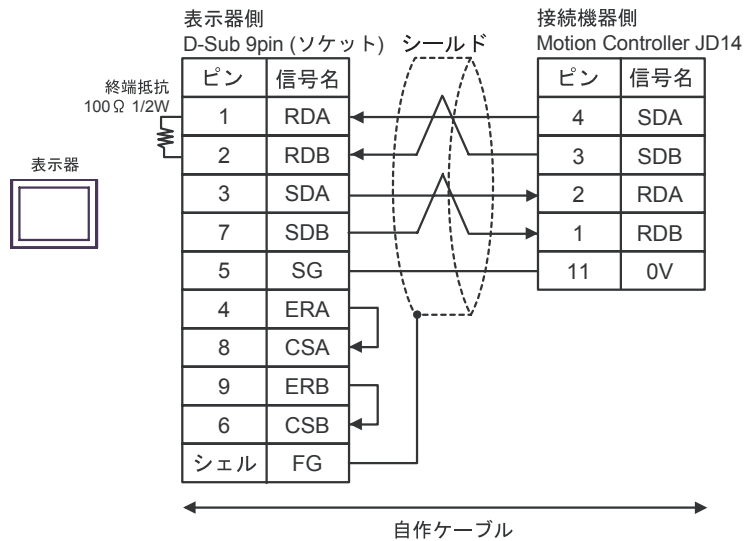 表示器側
D-Sub 9pin (ソケット)
シールド
接続機器側
Motion Controller JD14
終端抵抗
100Ω 1/2W
表示器
ピン 信号名
1 RDA
2 RDB
3 SDA
7 SDB
5 SG
4 ERA
8 CSA
9 ERB
6 CSB
シェル FG
ピン 信号名
4 SDA
3 SDB
2 RDA
1 RDB
11 0V
自作ケーブル